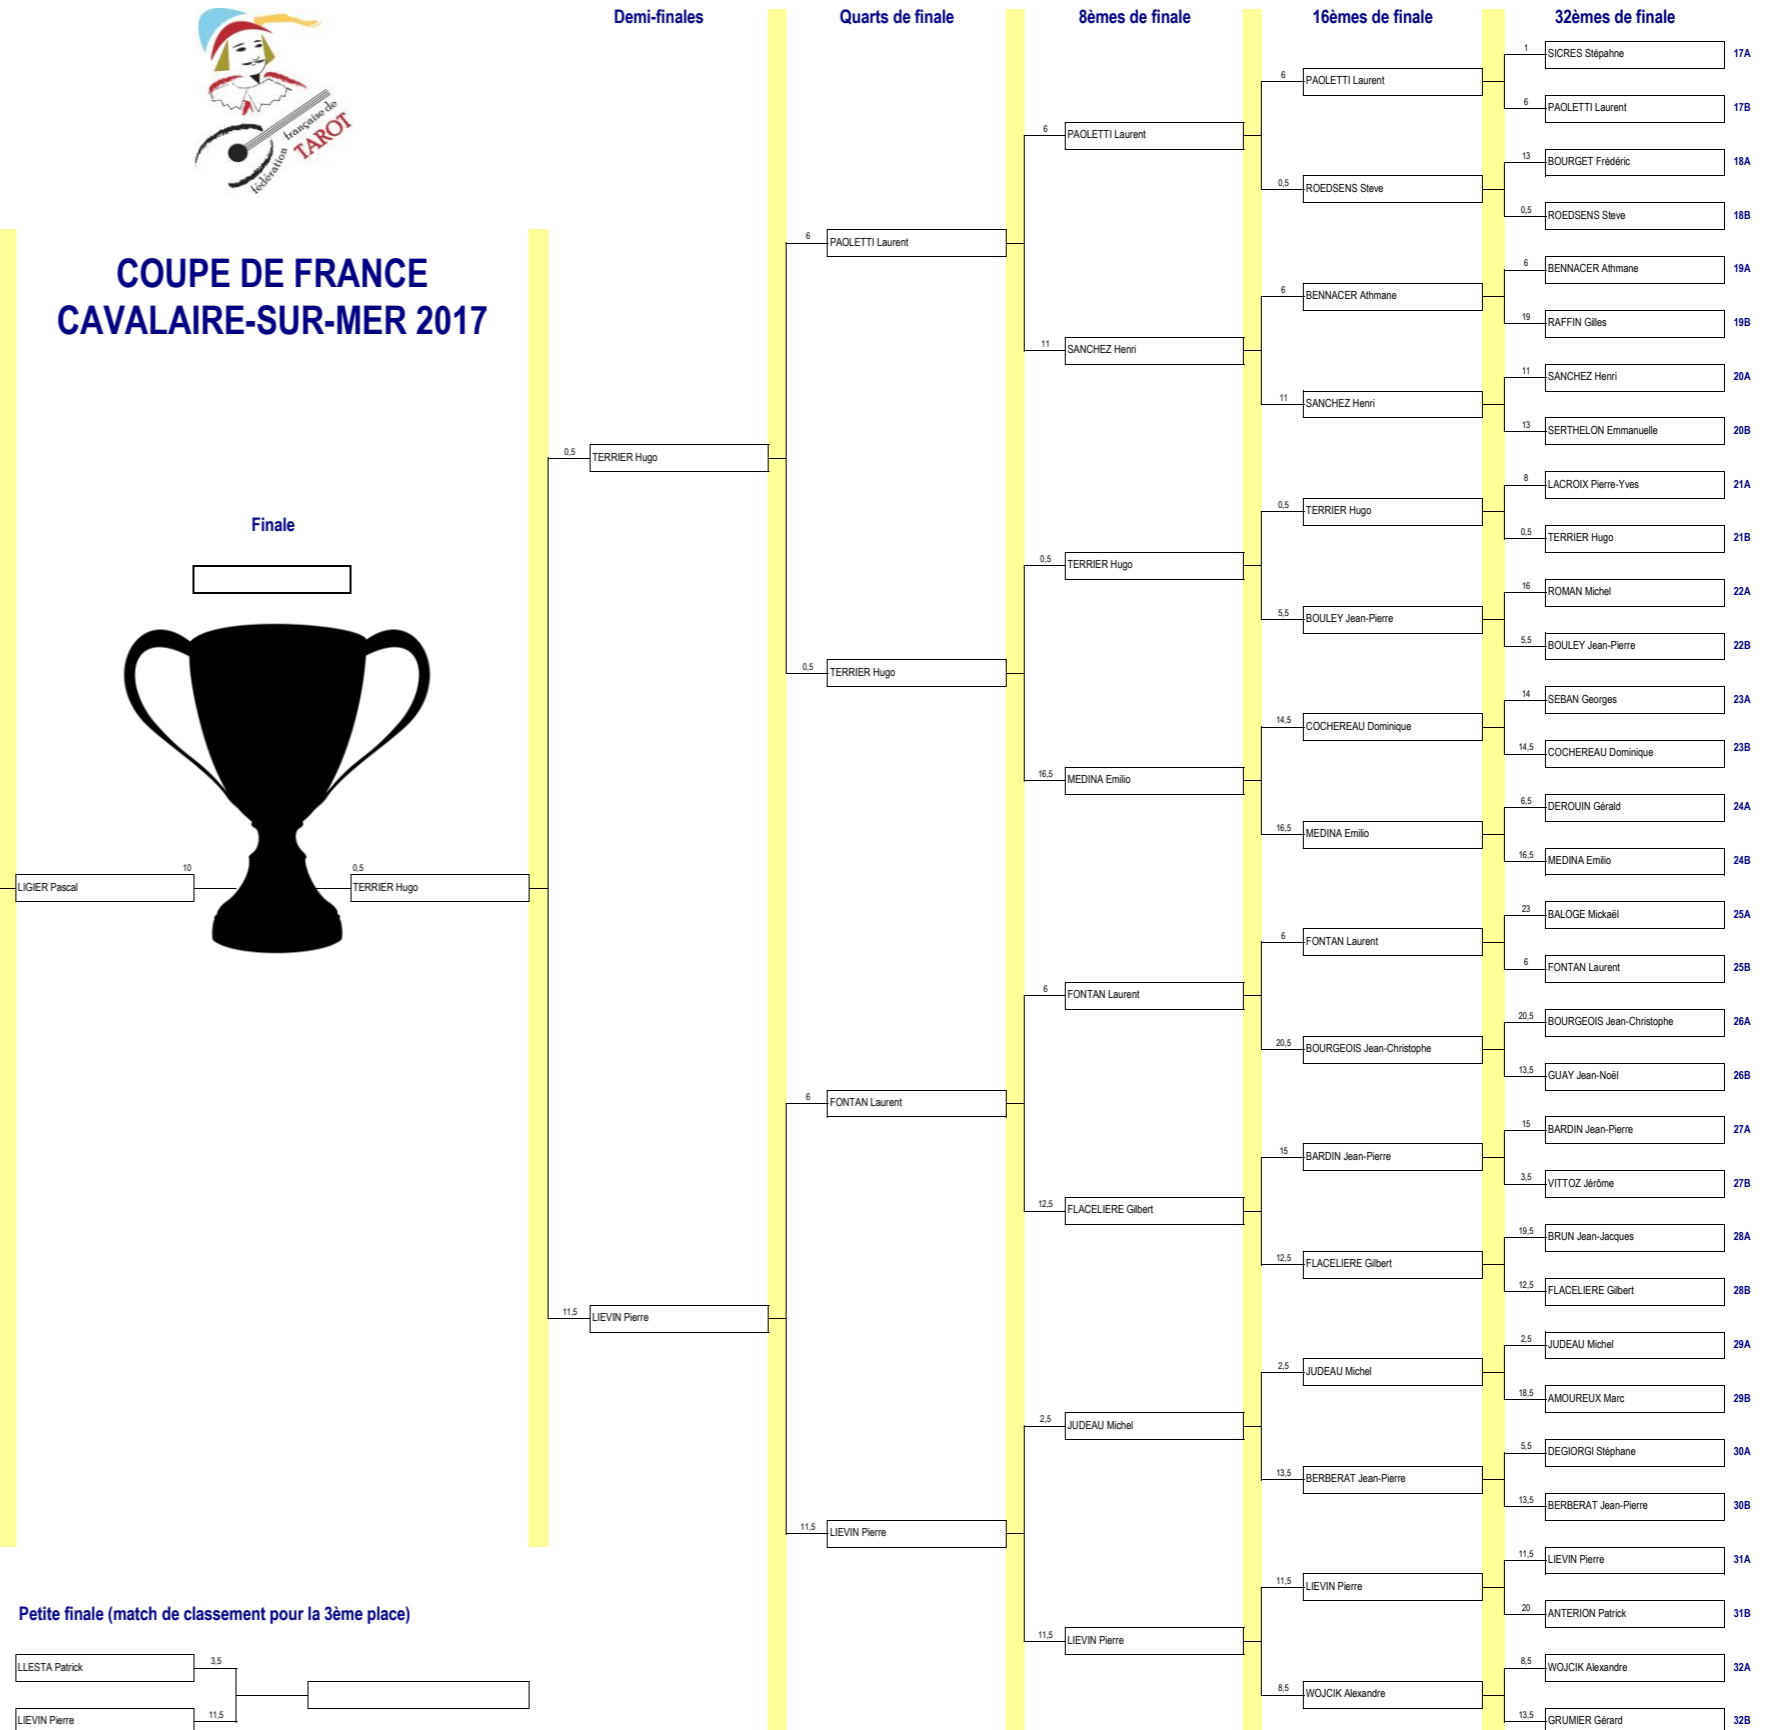 Demi-finales
Quarts de finale
8èmes de finale
16èmes de finale
32èmes de finale
fédération française de TAROT
COUPE DE FRANCE
CAVALAIRE-SUR-MER 2017
Finale
10
LIGIER Pascal
0,5
TERRIER Hugo
Petite finale (match de classement pour la 3ème place)
LLESTA Patrick 3,5
LIEVIN Pierre 11,5
0,5 TERRIER Hugo
11,5 LIEVIN Pierre
6 PAOLETTI Laurent
0,5 TERRIER Hugo
6 FONTAN Laurent
11,5 LIEVIN Pierre
6 PAOLETTI Laurent
11 SANCHEZ Henri
0,5 TERRIER Hugo
16,5 MEDINA Emilio
6 FONTAN Laurent
12,5 FLACELIERE Gilbert
2,5 JUDEAU Michel
11,5 LIEVIN Pierre
6 PAOLETTI Laurent
0,5 ROEDSENS Steve
6 BENNACER Athmane
11 SANCHEZ Henri
0,5 TERRIER Hugo
5,5 BOULEY Jean-Pierre
14,5 COCHEREAU Dominique
16,5 MEDINA Emilio
6 FONTAN Laurent
20,5 BOURGEOIS Jean-Christophe
15 BARDIN Jean-Pierre
12,5 FLACELIERE Gilbert
2,5 JUDEAU Michel
13,5 BERBERAT Jean-Pierre
11,5 LIEVIN Pierre
8,5 WOJCIK Alexandre
1 SICRES Stépahne 17A
6 PAOLETTI Laurent 17B
13 BOURGET Frédéric 18A
0,5 ROEDSENS Steve 18B
6 BENNACER Athmane 19A
19 RAFFIN Gilles 19B
11 SANCHEZ Henri 20A
13 SERTHELON Emmanuelle 20B
8 LACROIX Pierre-Yves 21A
0,5 TERRIER Hugo 21B
16 ROMAN Michel 22A
5,5 BOULEY Jean-Pierre 22B
14 SEBAN Georges 23A
14,5 COCHEREAU Dominique 23B
6,5 DEROUIN Gérald 24A
16,5 MEDINA Emilio 24B
23 BALOGE Mickaël 25A
6 FONTAN Laurent 25B
20,5 BOURGEOIS Jean-Christophe 26A
13,5 GUAY Jean-Noël 26B
15 BARDIN Jean-Pierre 27A
3,5 VITTOZ Jérôme 27B
19,5 BRUN Jean-Jacques 28A
12,5 FLACELIERE Gilbert 28B
2,5 JUDEAU Michel 29A
18,5 AMOUREUX Marc 29B
5,5 DEGIORGI Stéphane 30A
13,5 BERBERAT Jean-Pierre 30B
11,5 LIEVIN Pierre 31A
20 ANTERION Patrick 31B
8,5 WOJCIK Alexandre 32A
13,5 GRUMIER Gérard 32B